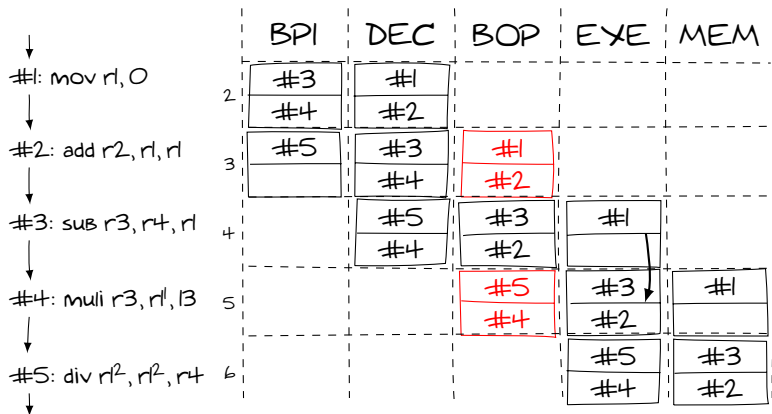 BPI DEC BOP EXE MEM
#1: mov r1, 0
2 #3 #1
#4 #2
#2: add r2, r1, r1
3 #5 #3 #1
#4 #2
#3: sub r3, r4, r1
4 #5 #3 #1
#4 #2
#4: muli r3, r11, 13
5 #5 #3 #1
#4 #2
#5: div r12, r12, r4
6 #5 #3
#4 #2